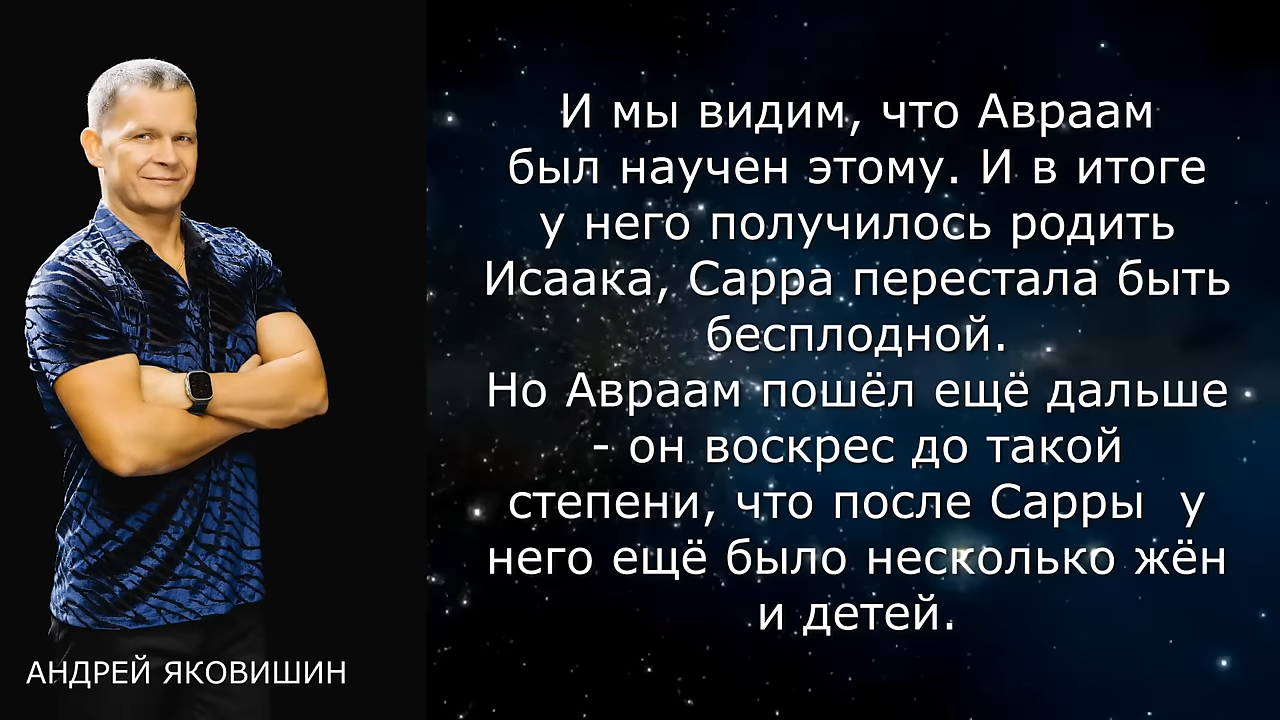 И мы видим, что Авраам
был научен этому. И в итоге
у него получилось родить
Исаака, Сарра перестала быть
бесплодной.
Но Авраам пошёл ещё дальше
- он воскрес до такой
степени, что после Сарры  у
него ещё было несколько жён
и детей.
АНДРЕЙ ЯКОВИШИН